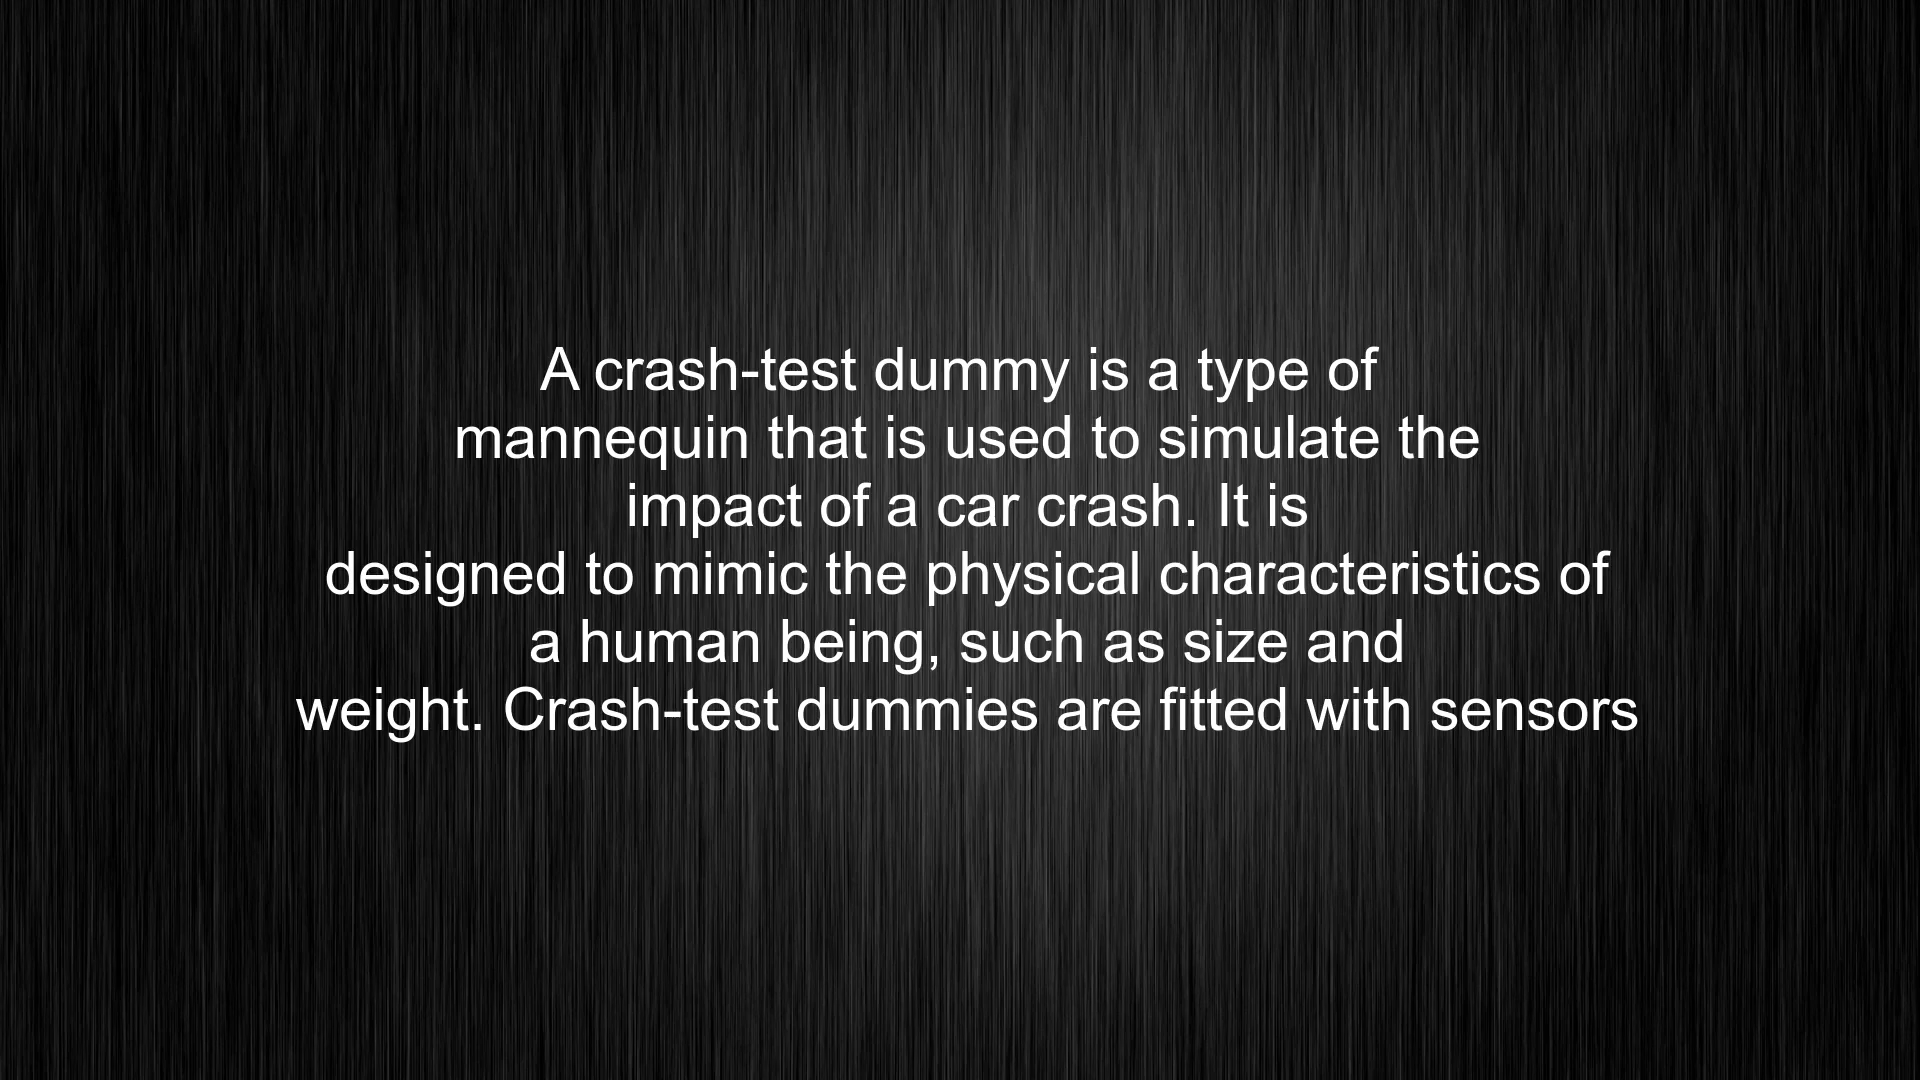 A crash-test dummy is a type of
mannequin that is used to simulate the
impact of a car crash. It is
designed to mimic the physical characteristics of
a human being, such as size and
weight. Crash-test dummies are fitted with sensors